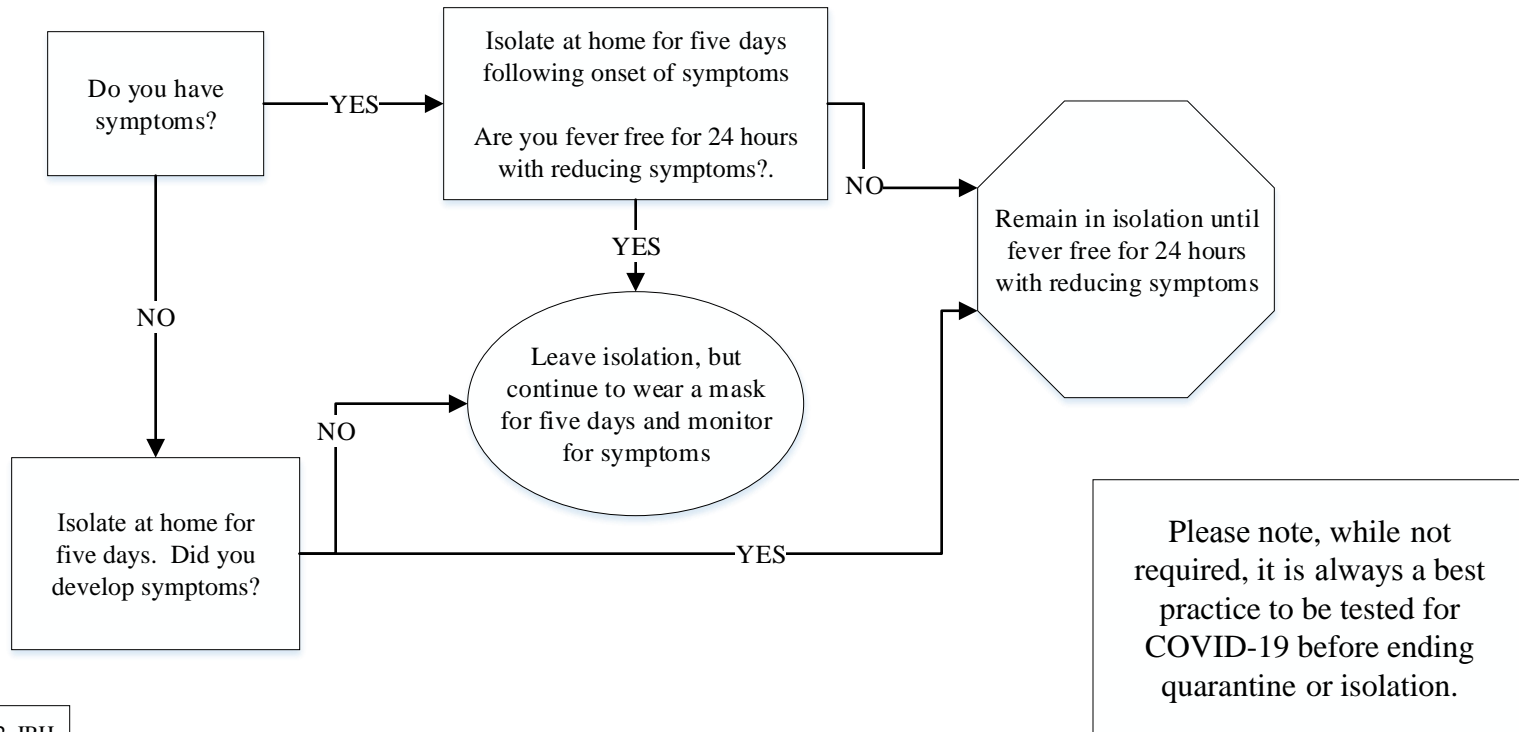 Do you have
symptoms?
YES
Isolate at home for five days
following onset of symptoms
Are you fever free for 24 hours
with reducing symptoms?.
NO
Remain in isolation until
fever free for 24 hours
with reducing symptoms
YES
NO
Leave isolation, but
continue to wear a mask
for five days and monitor
for symptoms
NO
Isolate at home for
five days.  Did you
develop symptoms?
YES
Please note, while not
required, it is always a best
practice to be tested for
COVID-19 before ending
quarantine or isolation.